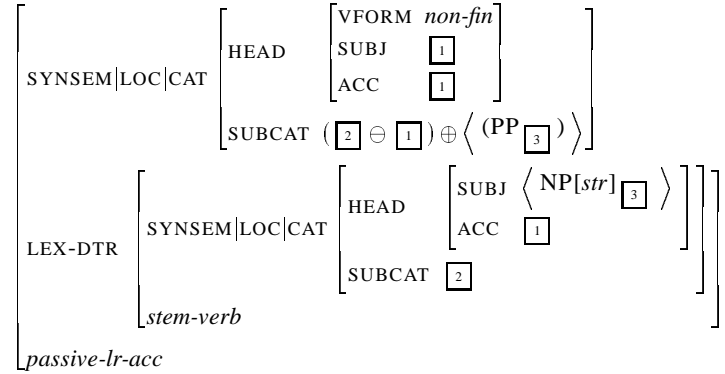 VFORM non-fin
HEAD SUBJ 1
SYNSEM|LOC|CAT ACC 1
SUBCAT ( 2 ⊖ 1 ) ⊕ ⟨ (PP 3 ) ⟩
SUBJ ⟨ NP[str] 3 ⟩
HEAD
SYNSEM|LOC|CAT ACC 1
LEX-DTR
SUBCAT 2
stem-verb
passive-lr-acc